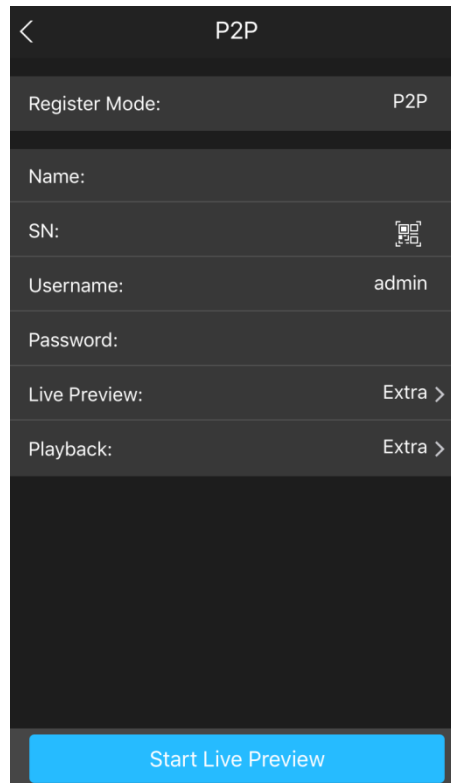 P2P
Register Mode: P2P
Name:
SN:
Username: admin
Password:
Live Preview: Extra
Playback: Extra
Start Live Preview